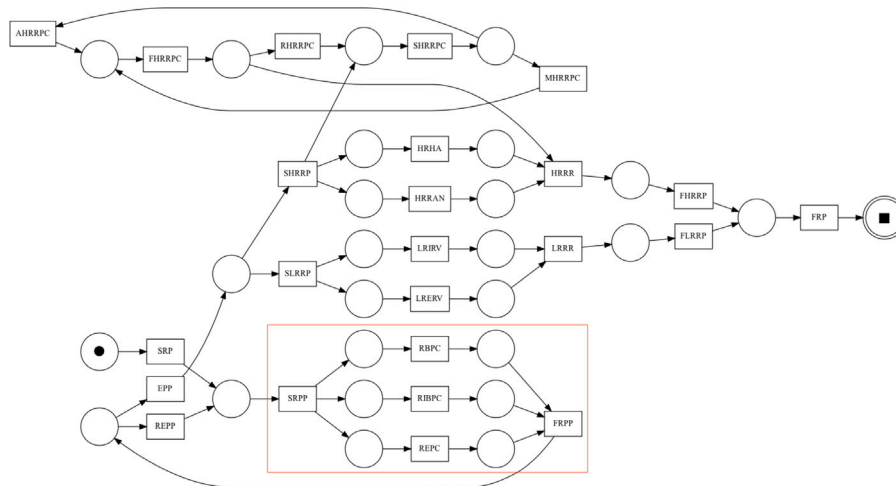 AHRRPC
FHRRPC
RHRRPC
SHRRPC
MHRRPC
SHRRP
HRHA
HRRAN
HRRR
FHRRP
FRP
SLRRP
LRIRV
LRERV
LRRR
FLRRP
SRP
EPP
REPP
SRPP
RBPC
RIBPC
REPC
FRPP